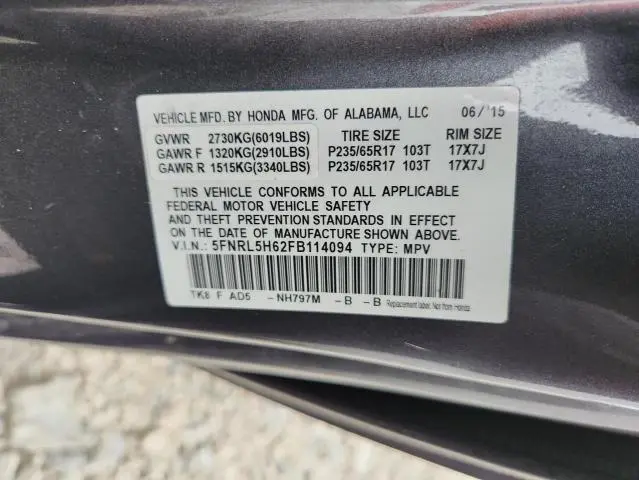 VEHICLE MFD. BY HONDA MFG. OF ALABAMA, LLC 06/'15
GVWR 2730KG(6019LBS) TIRE SIZE RIM SIZE
GAWR F 1320KG(2910LBS) P235/65R17 103T 17X7J
GAWR R 1515KG(3340LBS) P235/65R17 103T 17X7J
THIS VEHICLE CONFORMS TO ALL APPLICABLE
FEDERAL MOTOR VEHICLE SAFETY
AND THEFT PREVENTION STANDARDS IN EFFECT
ON THE DATE OF MANUFACTURE SHOWN ABOVE.
V.I.N.: 5FNRL5H62FB114094 TYPE: MPV
TK8 F AD5 -NH797M -B -B Replacement label. Not from Honda